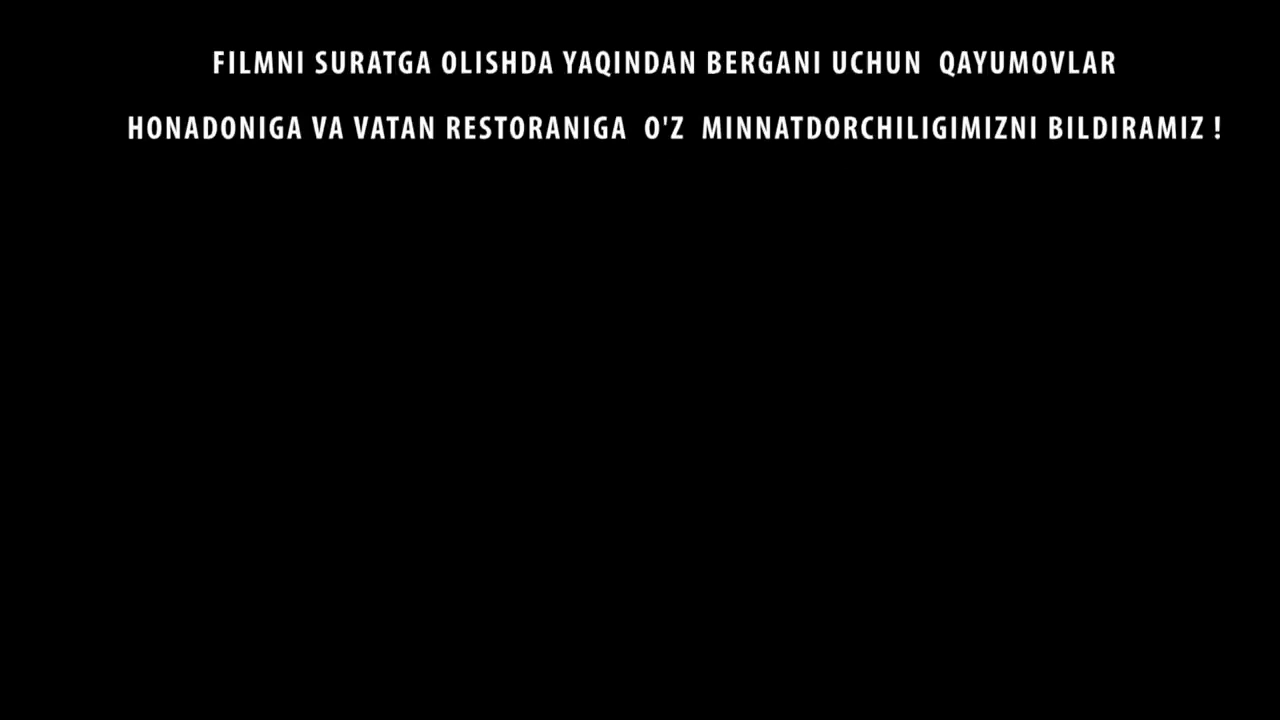 FILMNI SURATGA OLISHDA YAQINDAN BERGANI UCHUN QAYUMOVLAR
HONADONIGA VA VATAN RESTORANIGA O'Z MINNATDORCHILIGIMIZNI BILDIRAMIZ !